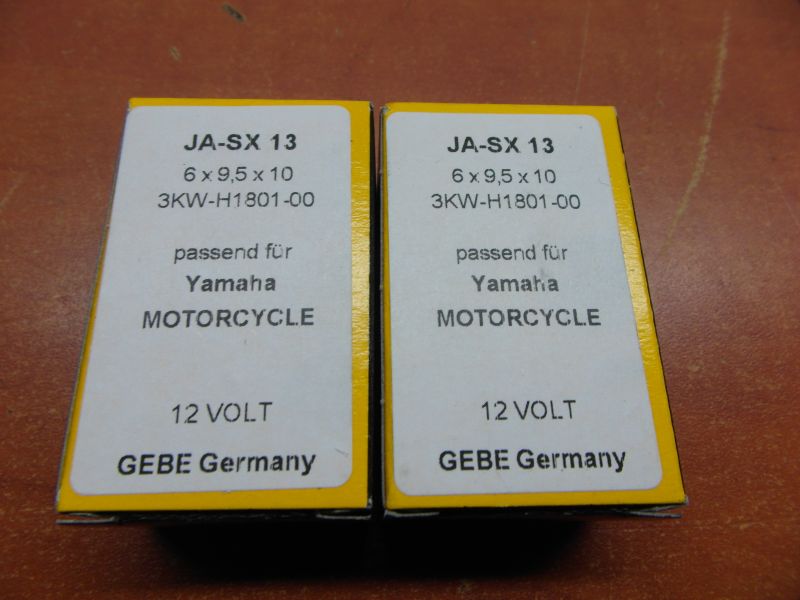 JA-SX 13
6 x 9,5 x 10
3KW-H1801-00
passend für
Yamaha
MOTORCYCLE
12 VOLT
GEBE Germany
JA-SX 13
6 x 9,5 x 10
3KW-H1801-00
passend für
Yamaha
MOTORCYCLE
12 VOLT
GEBE Germany